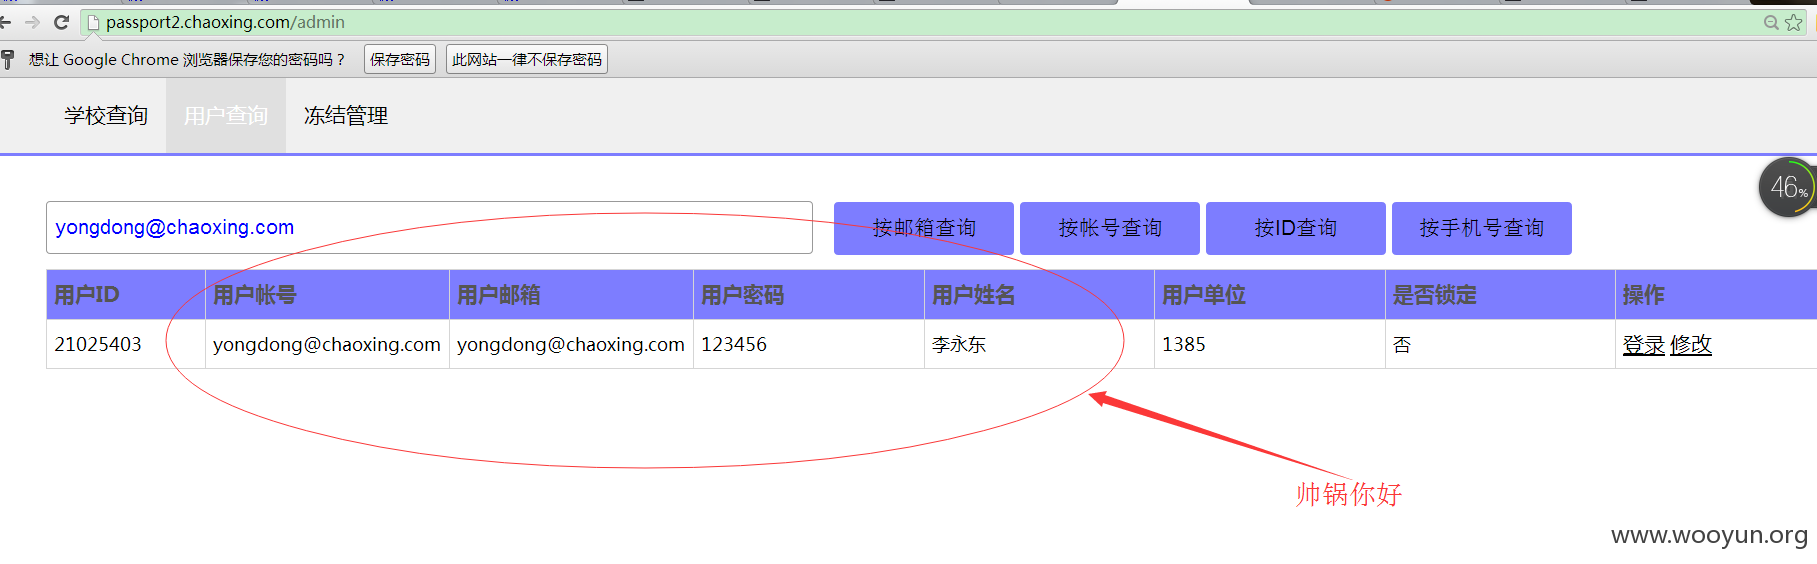 passport2.chaoxing.com/admin
想让 Google Chrome 浏览器保存您的密码吗？ 保存密码 此网站一律不保存密码
学校查询 用户查询 冻结管理
46%
yongdong@chaoxing.com 按邮箱查询 按帐号查询 按ID查询 按手机号查询
用户ID 用户帐号 用户邮箱 用户密码 用户姓名 用户单位 是否锁定 操作
21025403 yongdong@chaoxing.com yongdong@chaoxing.com 123456 李永东 1385 否 登录 修改
帅锅你好
www.wooyun.org